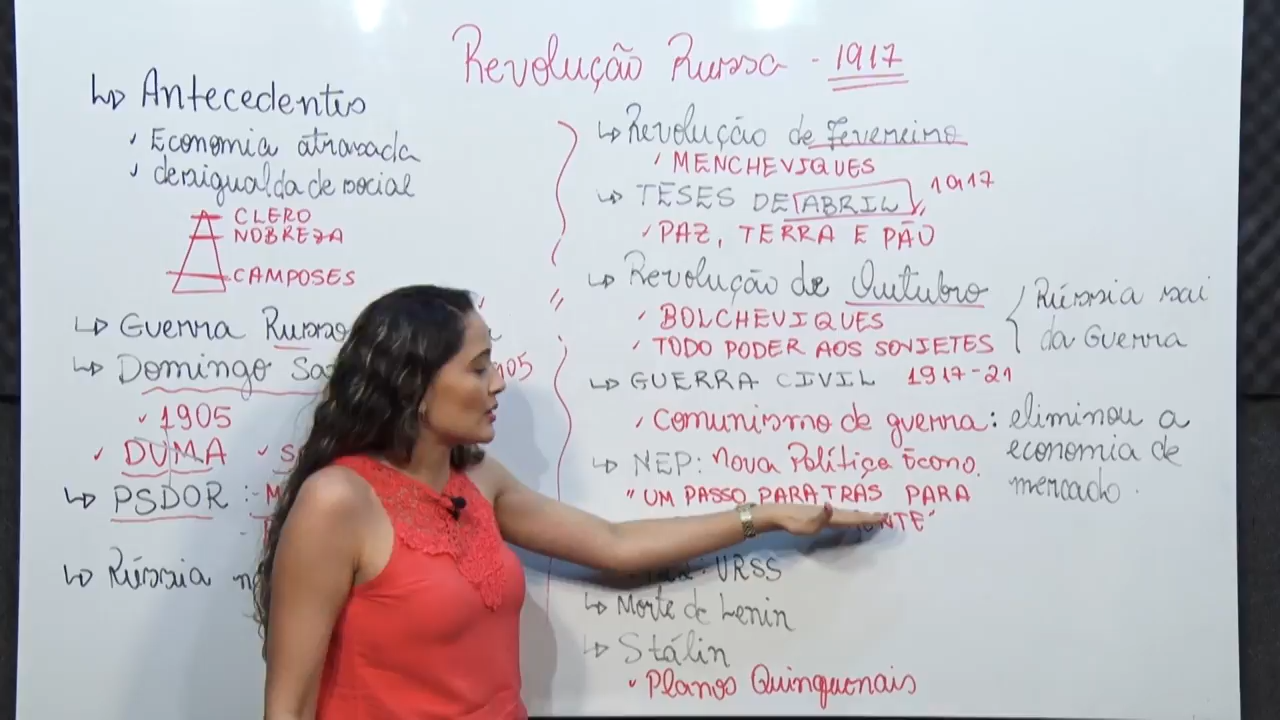 Revolução Russa - 1917
↳ Antecedentes
✓ Economia atrasada
✓ desigualdade social
CLERO
NOBREZA
CAMPOSES
↳ Guerra Russo
↳ Domingo
✓ 1905
✓ DUMA ✓
↳ PSDOR :-
↳ Rússia
↳ Revolução de Fevereiro
✓ MENCHEVIQUES
↳ TESES DE ABRIL 1917
✓ PAZ, TERRA E PÃO
↳ Revolução de Outubro
✓ BOLCHEVIQUES
✓ TODO PODER AOS SOVIETES
Rússia sai
da Guerra
↳ GUERRA CIVIL 1917-21
✓ Comunismo de guerra: eliminou a
economia de
mercado.
↳ NEP: Nova Política Econo.
"UM PASSO PARA TRÁS PARA
URSS
↳ Morte de Lenin
↳ Stálin
✓ Planos Quinquenais